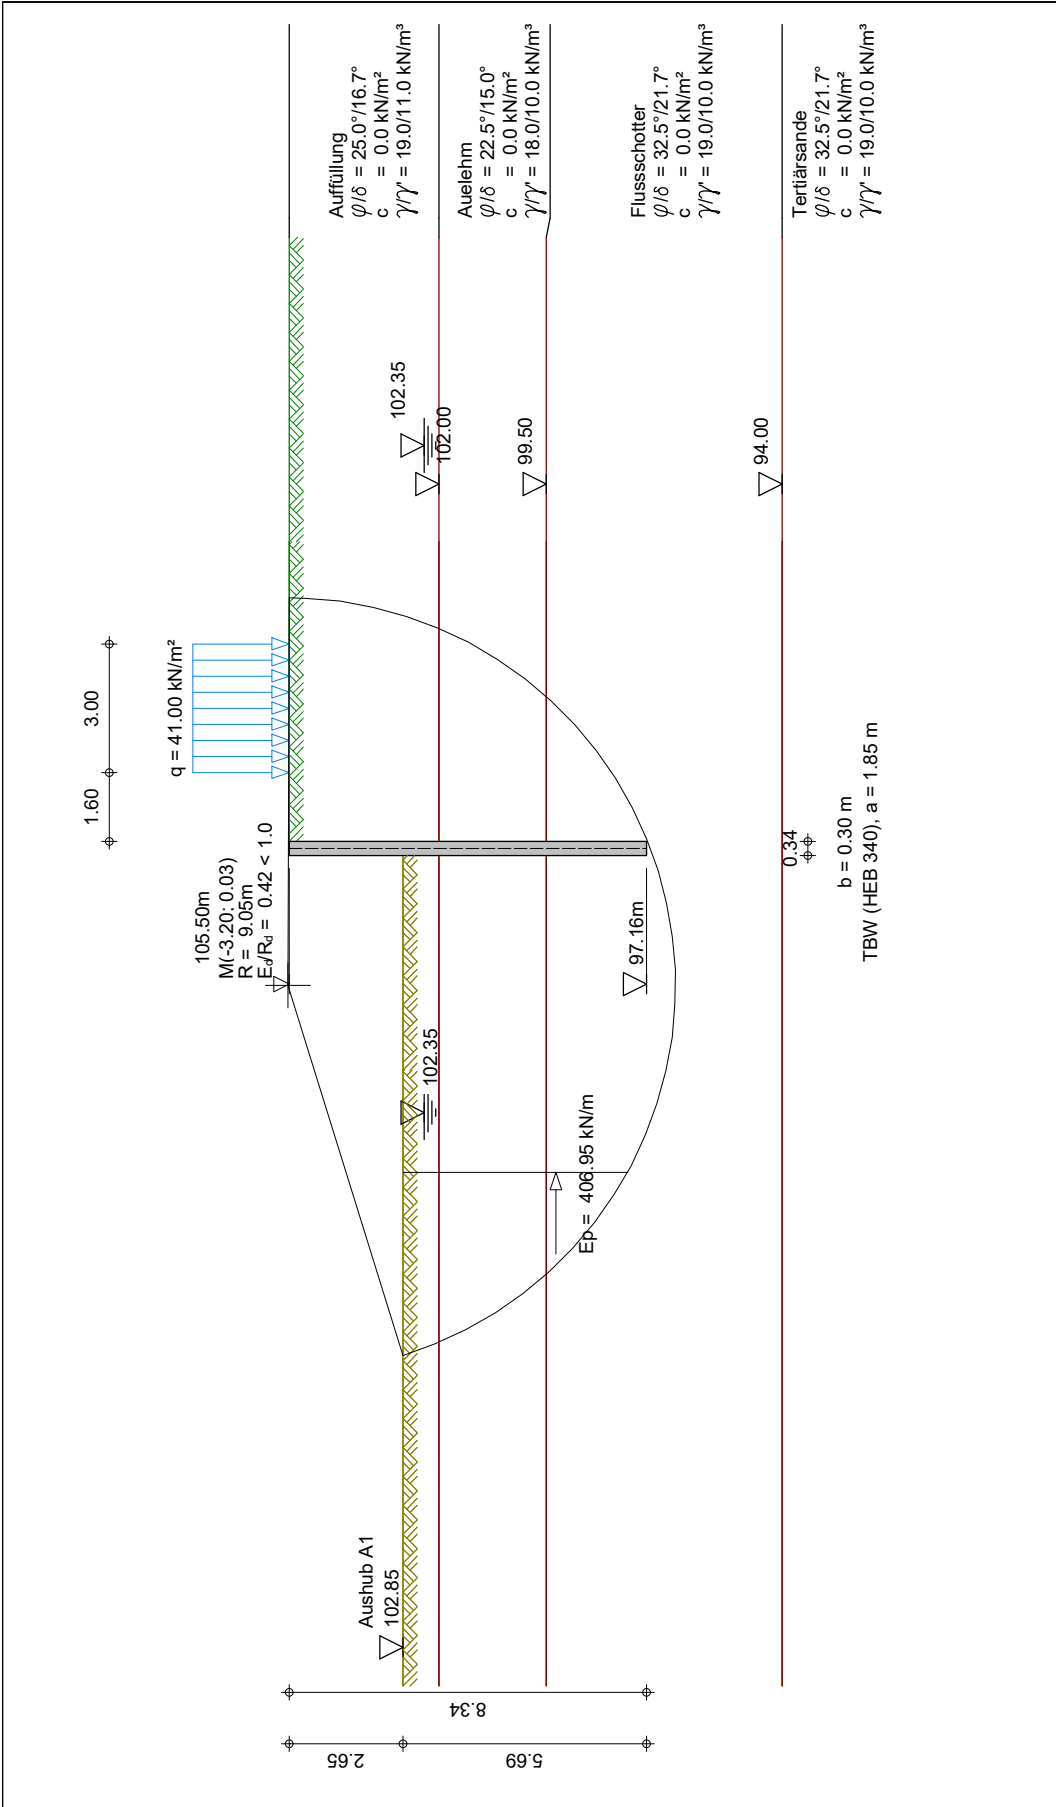 3.00
1.60
q = 41.00 kN/m²
105.50m
M(-3.20; 0.03)
R = 9.05m
Ed/Rd = 0.42 < 1.0
Auffüllung
φ/δ = 25.0°/16.7°
c = 0.0 kN/m²
γ/γ' = 19.0/11.0 kN/m³
Auelehm
φ/δ = 22.5°/15.0°
c = 0.0 kN/m²
γ/γ' = 18.0/10.0 kN/m³
Flussschotter
φ/δ = 32.5°/21.7°
c = 0.0 kN/m²
γ/γ' = 19.0/10.0 kN/m³
Tertiärsande
φ/δ = 32.5°/21.7°
c = 0.0 kN/m²
γ/γ' = 19.0/10.0 kN/m³
102.35
102.00
99.50
94.00
102.35
97.16m
Ep = 406.95 kN/m
Aushub A1
102.85
0.34
b = 0.30 m
TBW (HEB 340), a = 1.85 m
8.34
2.65
5.69